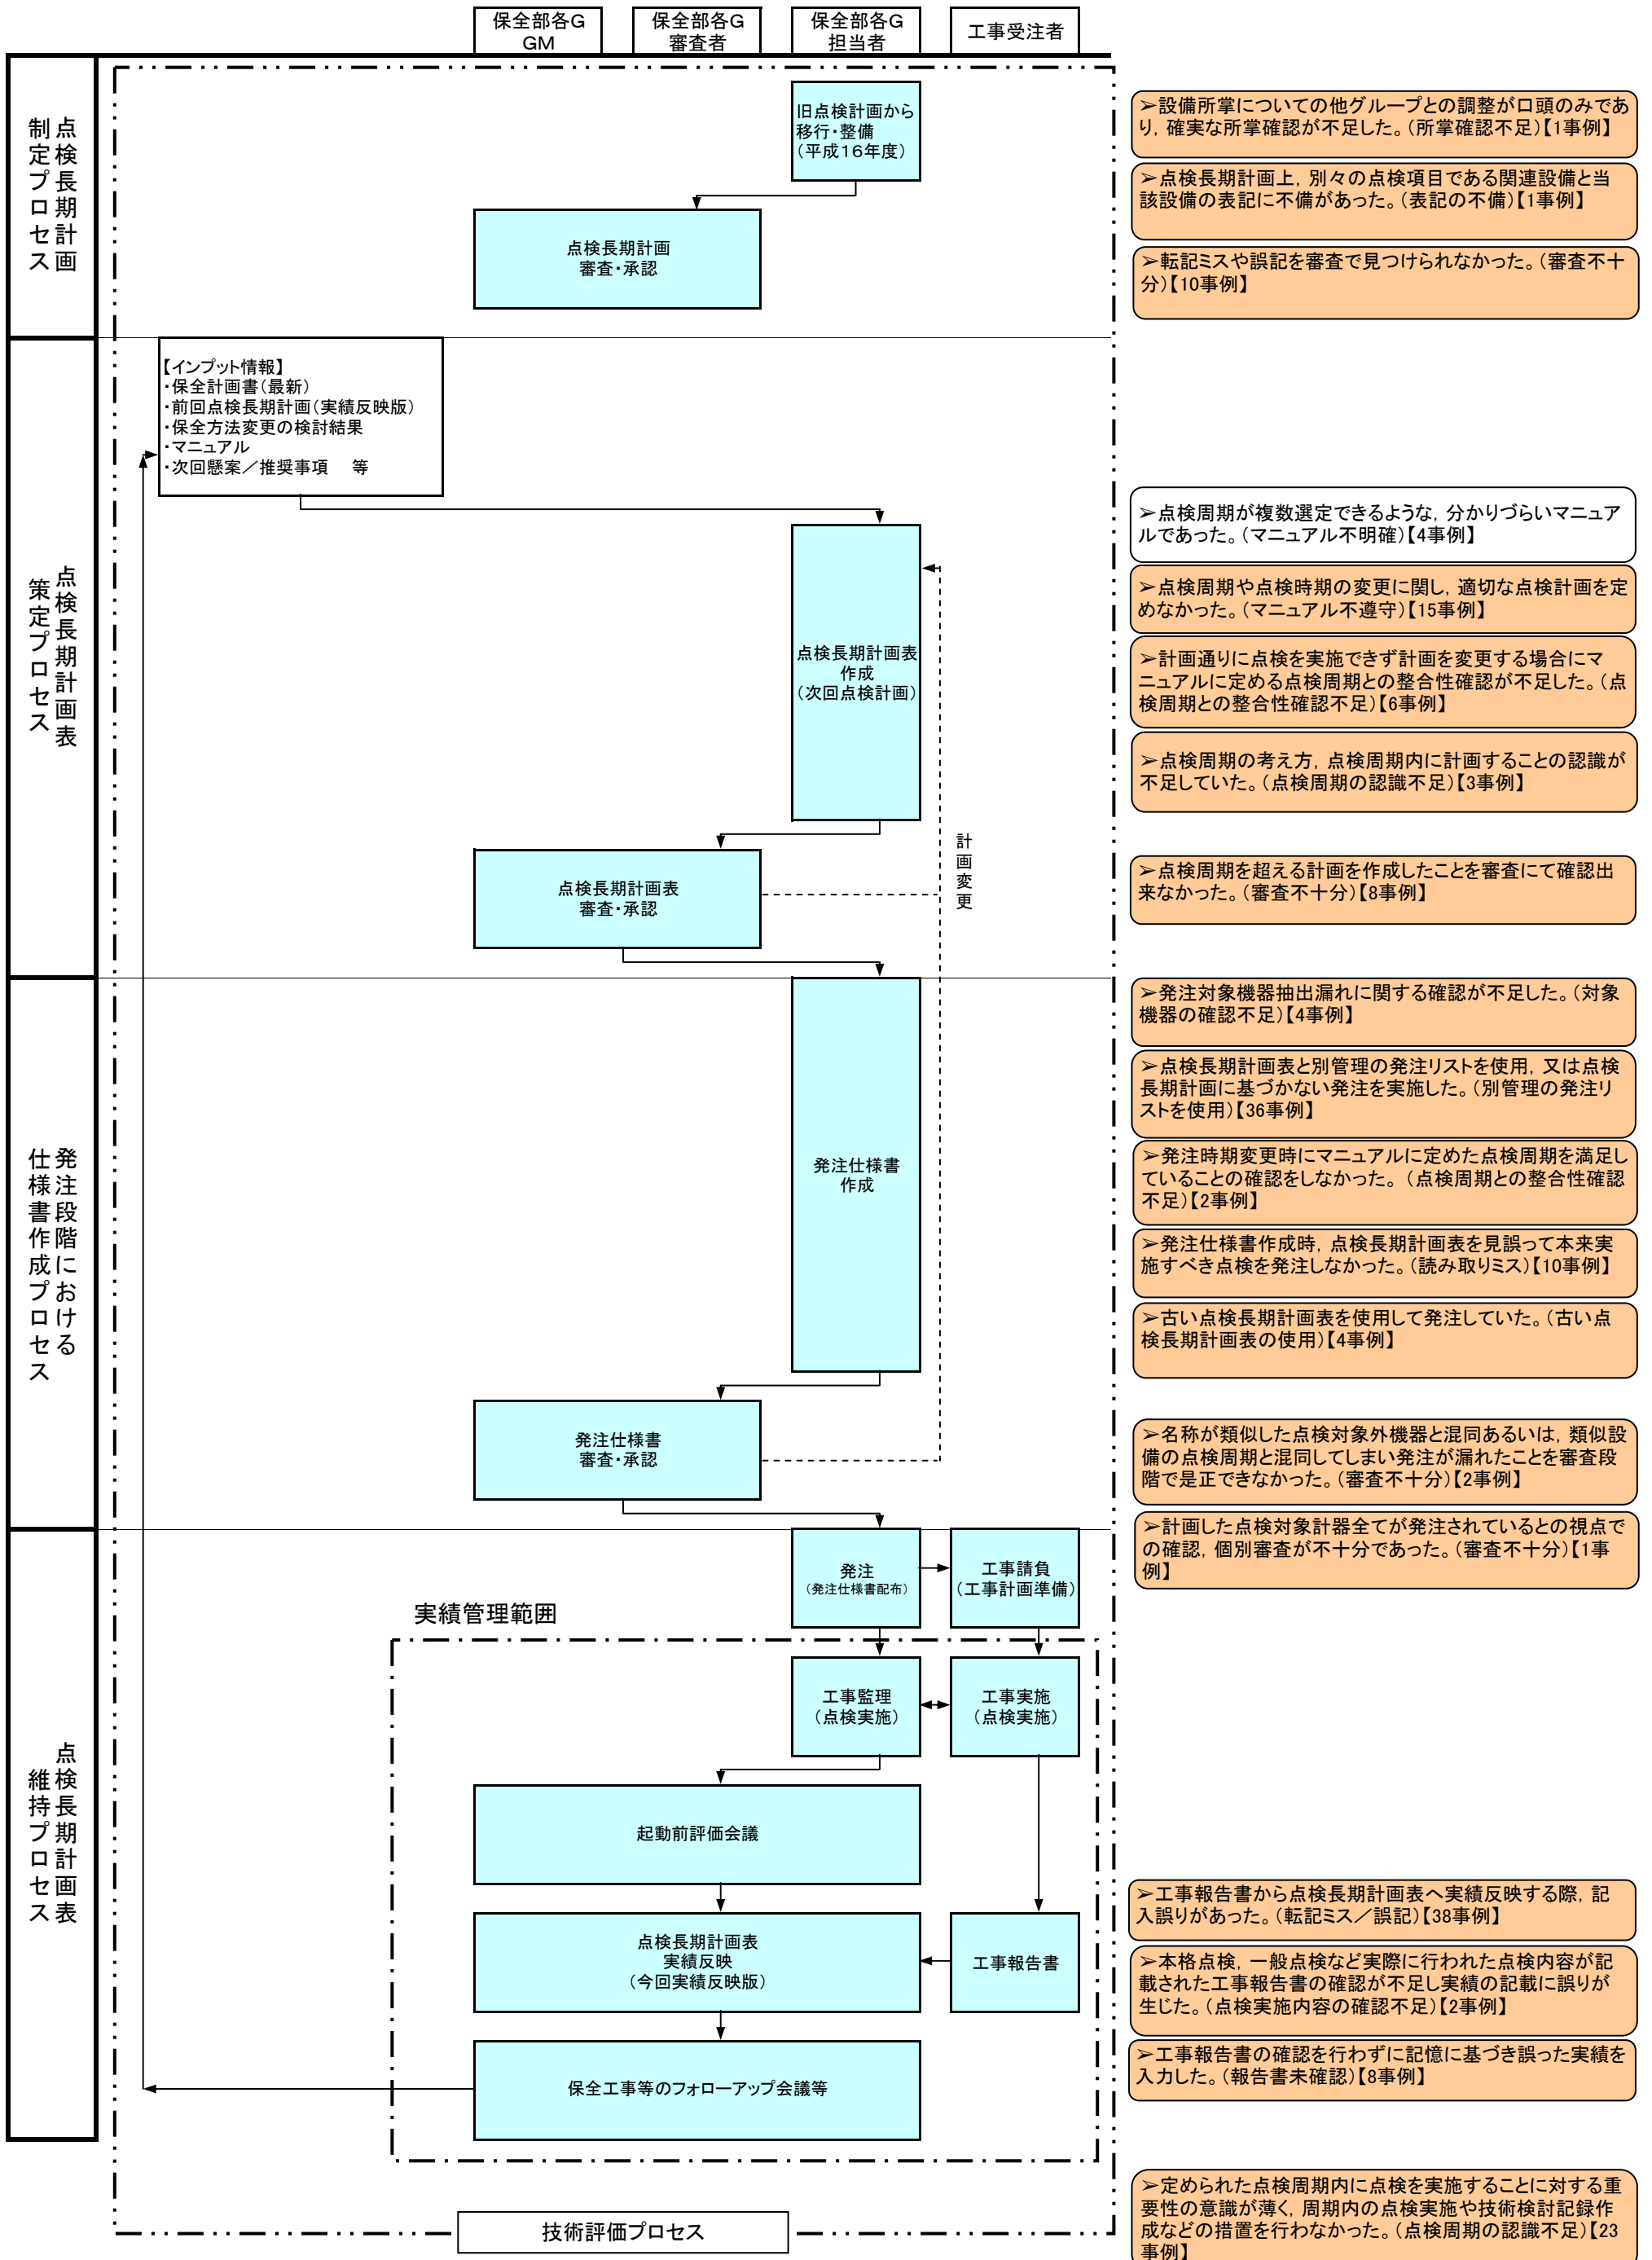 保全部各G
GM
保全部各G
審査者
保全部各G
担当者
工事受注者
点検長期計画
制定プロセス
旧点検計画から
移行・整備
（平成16年度）
点検長期計画
審査・承認
➢設備所掌についての他グループとの調整が口頭のみであ
り，確実な所掌確認が不足した。（所掌確認不足）【1事例】
➢点検長期計画上，別々の点検項目である関連設備と当
該設備の表記に不備があった。（表記の不備）【1事例】
➢転記ミスや誤記を審査で見つけられなかった。（審査不十
分）【10事例】
点検長期計画表
策定プロセス
【インプット情報】
・保全計画書（最新）
・前回点検長期計画（実績反映版）
・保全方法変更の検討結果
・マニュアル
・次回懸案／推奨事項　等
点検長期計画表
作成
（次回点検計画）
点検長期計画表
審査・承認
計画変更
➢点検周期が複数選定できるような，分かりづらいマニュア
ルであった。（マニュアル不明確）【4事例】
➢点検周期や点検時期の変更に関し，適切な点検計画を定
めなかった。（マニュアル不遵守）【15事例】
➢計画通りに点検を実施できず計画を変更する場合にマ
ニュアルに定める点検周期との整合性確認が不足した。（点
検周期との整合性確認不足）【6事例】
➢点検周期の考え方，点検周期内に計画することの認識が
不足していた。（点検周期の認識不足）【3事例】
➢点検周期を超える計画を作成したことを審査にて確認出
来なかった。（審査不十分）【8事例】
発注段階における
仕様書作成プロセス
発注仕様書
作成
発注仕様書
審査・承認
➢発注対象機器抽出漏れに関する確認が不足した。（対象
機器の確認不足）【4事例】
➢点検長期計画表と別管理の発注リストを使用，又は点検
長期計画に基づかない発注を実施した。（別管理の発注リ
ストを使用）【36事例】
➢発注時期変更時にマニュアルに定めた点検周期を満足し
ていることの確認をしなかった。（点検周期との整合性確認
不足）【2事例】
➢発注仕様書作成時，点検長期計画表を見誤って本来実
施すべき点検を発注しなかった。（読み取りミス）【10事例】
➢古い点検長期計画表を使用して発注していた。（古い点
検長期計画表の使用）【4事例】
➢名称が類似した点検対象外機器と混同あるいは，類似設
備の点検周期と混同してしまい発注が漏れたことを審査段
階で是正できなかった。（審査不十分）【2事例】
➢計画した点検対象計器全てが発注されているとの視点で
の確認，個別審査が不十分であった。（審査不十分）【1事
例】
点検長期計画表
維持プロセス
発注
（発注仕様書配布）
工事請負
（工事計画準備）
実績管理範囲
工事監理
（点検実施）
工事実施
（点検実施）
起動前評価会議
点検長期計画表
実績反映
（今回実績反映版）
工事報告書
保全工事等のフォローアップ会議等
➢工事報告書から点検長期計画表へ実績反映する際，記
入誤りがあった。（転記ミス／誤記）【38事例】
➢本格点検，一般点検など実際に行われた点検内容が記
載された工事報告書の確認が不足し実績の記載に誤りが
生じた。（点検実施内容の確認不足）【2事例】
➢工事報告書の確認を行わずに記憶に基づき誤った実績を
入力した。（報告書未確認）【8事例】
技術評価プロセス
➢定められた点検周期内に点検を実施することに対する重
要性の意識が薄く，周期内の点検実施や技術検討記録作
成などの措置を行わなかった。（点検周期の認識不足）【23
事例】